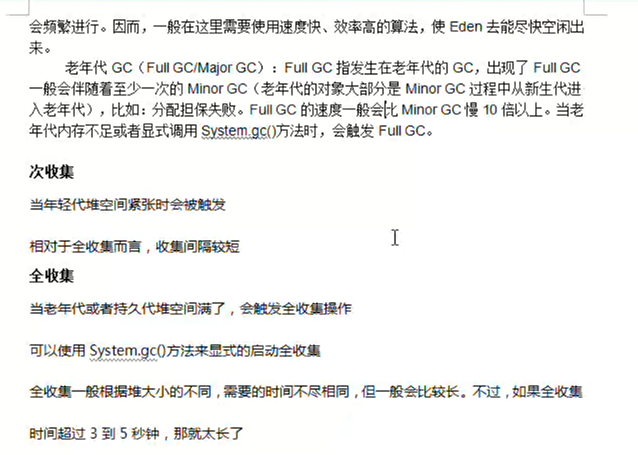 会频繁进行。因而，一般在这里需要使用速度快、效率高的算法，使 Eden 去能尽快空闲出
来。
老年代 GC（Full GC/Major GC）：Full GC 指发生在老年代的 GC，出现了 Full GC
一般会伴随着至少一次的 Minor GC（老年代的对象大部分是 Minor GC 过程中从新生代进
入老年代），比如：分配担保失败。Full GC 的速度一般会比 Minor GC 慢 10 倍以上。当老
年代内存不足或者显式调用 System.gc()方法时，会触发 Full GC。
次收集
当年轻代堆空间紧张时会被触发
相对于全收集而言，收集间隔较短
全收集
当老年代或者持久代堆空间满了，会触发全收集操作
可以使用 System.gc()方法来显式的启动全收集
全收集一般根据堆大小的不同，需要的时间不尽相同，但一般会比较长。不过，如果全收集
时间超过 3 到 5 秒钟，那就太长了